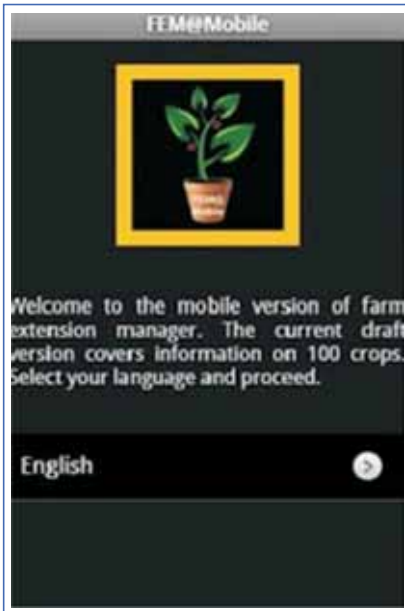 FEM@Mobile
Welcome to the mobile version of farm
extension manager. The current draft
version covers information on 100 crops.
Select your language and proceed.
English